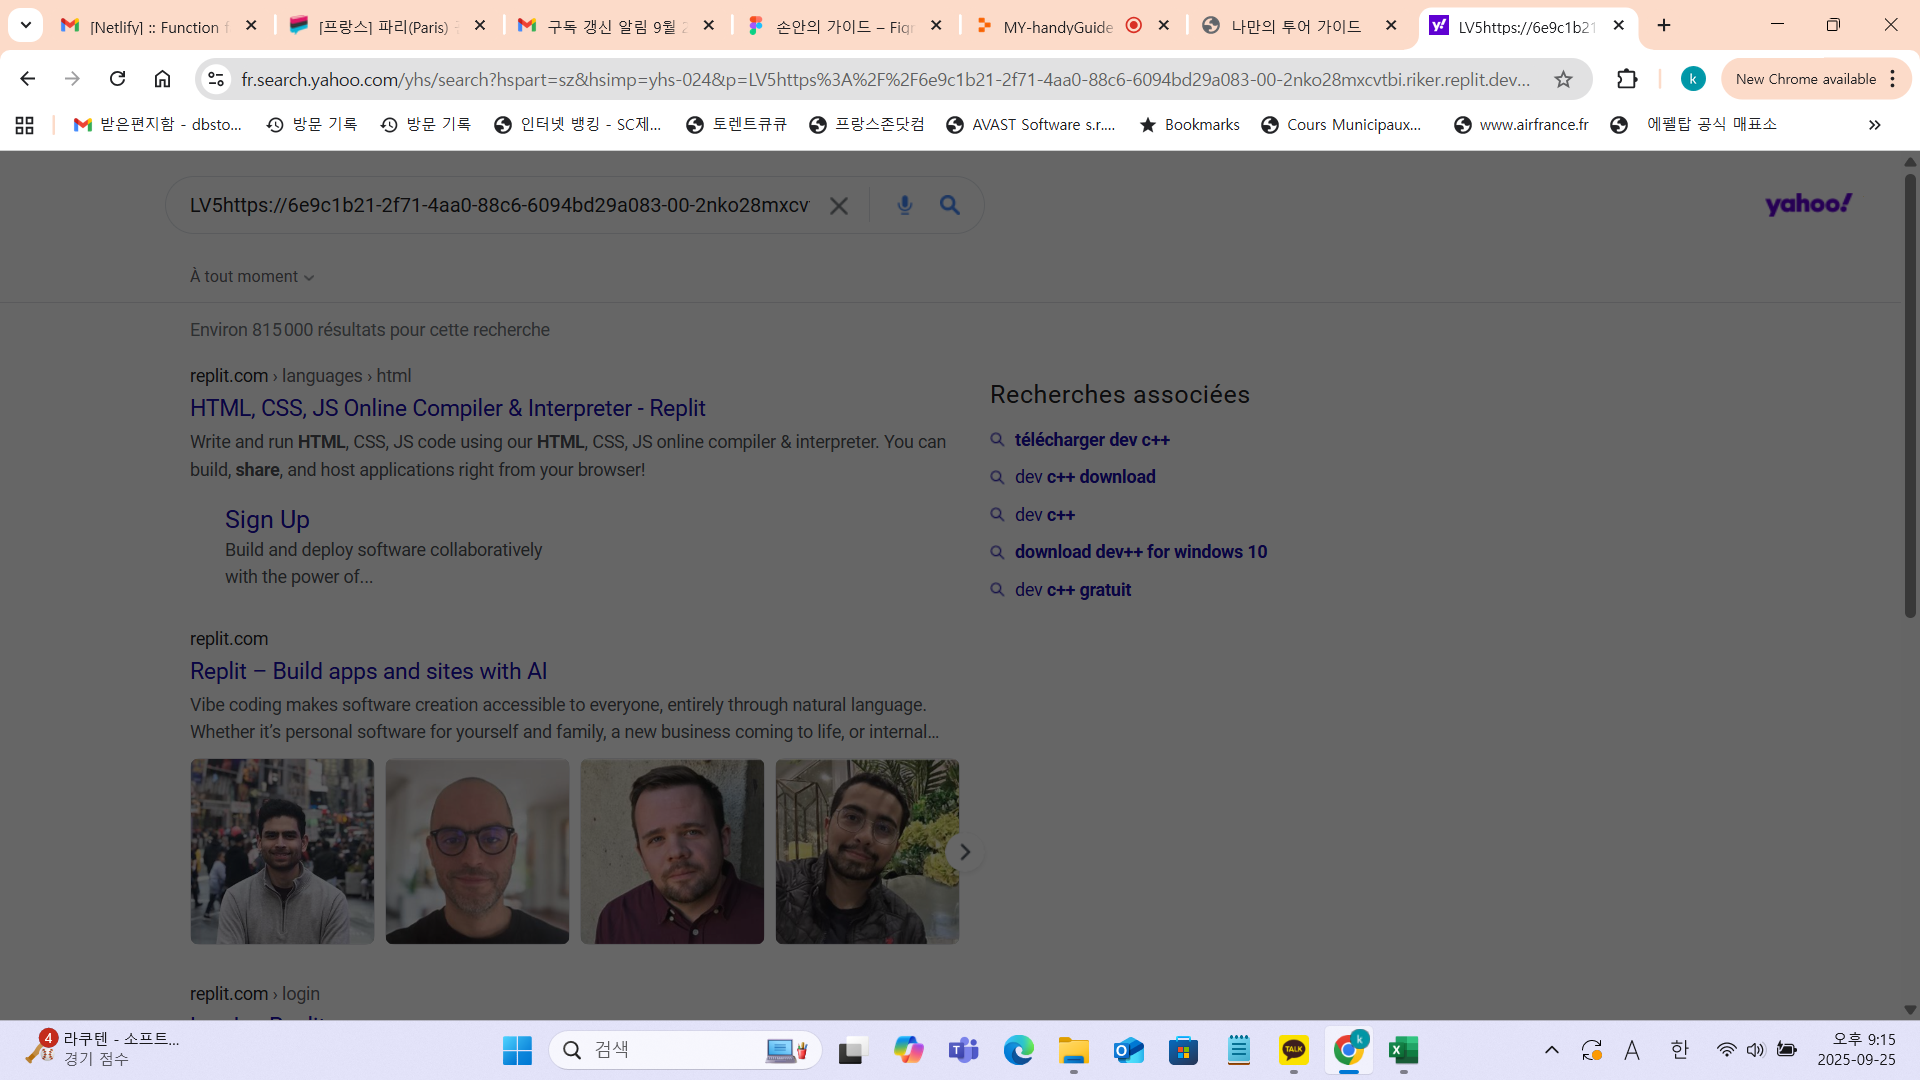 [Netlify] :: Function f
[프랑스] 파리(Paris)
구독 갱신 알림 9월 2
손안의 가이드 – Figm
MY-handyGuide
나만의 투어 가이드
LV5https://6e9c1b21
fr.search.yahoo.com/yhs/search?hspart=sz&hsimp=yhs-024&p=LV5https%3A%2F%2F6e9c1b21-2f71-4aa0-88c6-6094bd29a083-00-2nko28mxcvtbi.riker.replit.dev...
k
New Chrome available
받은편지함 - dbsto...
방문 기록
방문 기록
인터넷 뱅킹 - SC제...
토렌트큐큐
프랑스존닷컴
AVAST Software s.r....
Bookmarks
Cours Municipaux...
www.airfrance.fr
에펠탑 공식 매표소
LV5https://6e9c1b21-2f71-4aa0-88c6-6094bd29a083-00-2nko28mxcv
yahoo!
À tout moment
Environ 815 000 résultats pour cette recherche
replit.com › languages › html
HTML, CSS, JS Online Compiler & Interpreter - Replit
Write and run HTML, CSS, JS code using our HTML, CSS, JS online compiler & interpreter. You can
build, share, and host applications right from your browser!
Sign Up
Build and deploy software collaboratively
with the power of...
Recherches associées
télécharger dev c++
dev c++ download
dev c++
download dev++ for windows 10
dev c++ gratuit
replit.com
Replit – Build apps and sites with AI
Vibe coding makes software creation accessible to everyone, entirely through natural language.
Whether it's personal software for yourself and family, a new business coming to life, or internal...
replit.com › login
4
라쿠텐 - 소프트...
경기 점수
검색
TALK
k
A
한
오후 9:15
2025-09-25